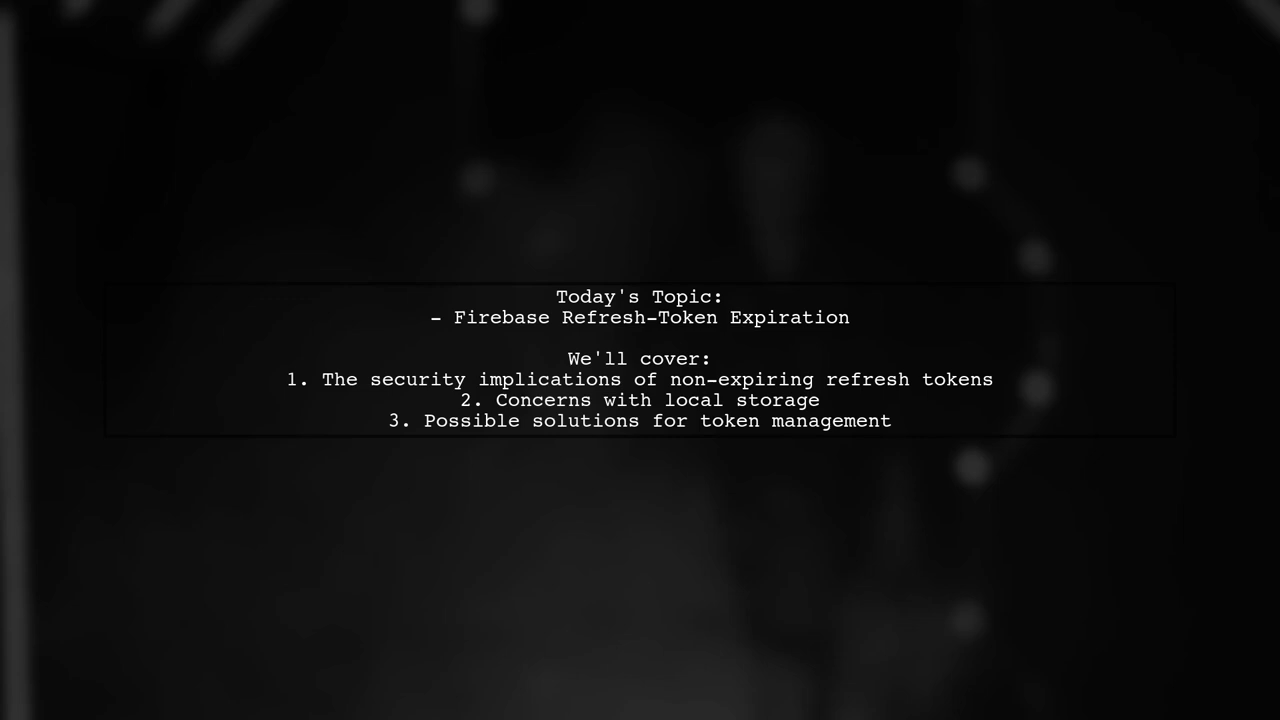 Today's Topic:
- Firebase Refresh-Token Expiration
We'll cover:
1. The security implications of non-expiring refresh tokens
2. Concerns with local storage
3. Possible solutions for token management